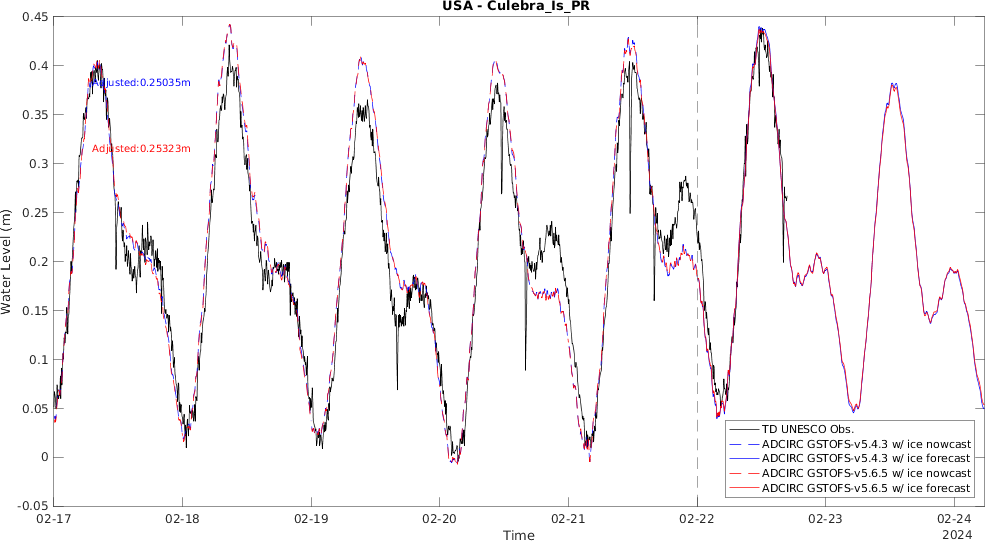 USA - Culebra_Is_PR
0.45
0.4
0.35
0.3
0.25
0.2
0.15
0.1
0.05
0
-0.05
Water Level (m)
Adjusted:0.25035m
Adjusted:0.25323m
TD UNESCO Obs.
ADCIRC GSTOFS-v5.4.3 w/ ice nowcast
ADCIRC GSTOFS-v5.4.3 w/ ice forecast
ADCIRC GSTOFS-v5.6.5 w/ ice nowcast
ADCIRC GSTOFS-v5.6.5 w/ ice forecast
02-17 02-18 02-19 02-20 02-21 02-22 02-23 02-24
Time
2024